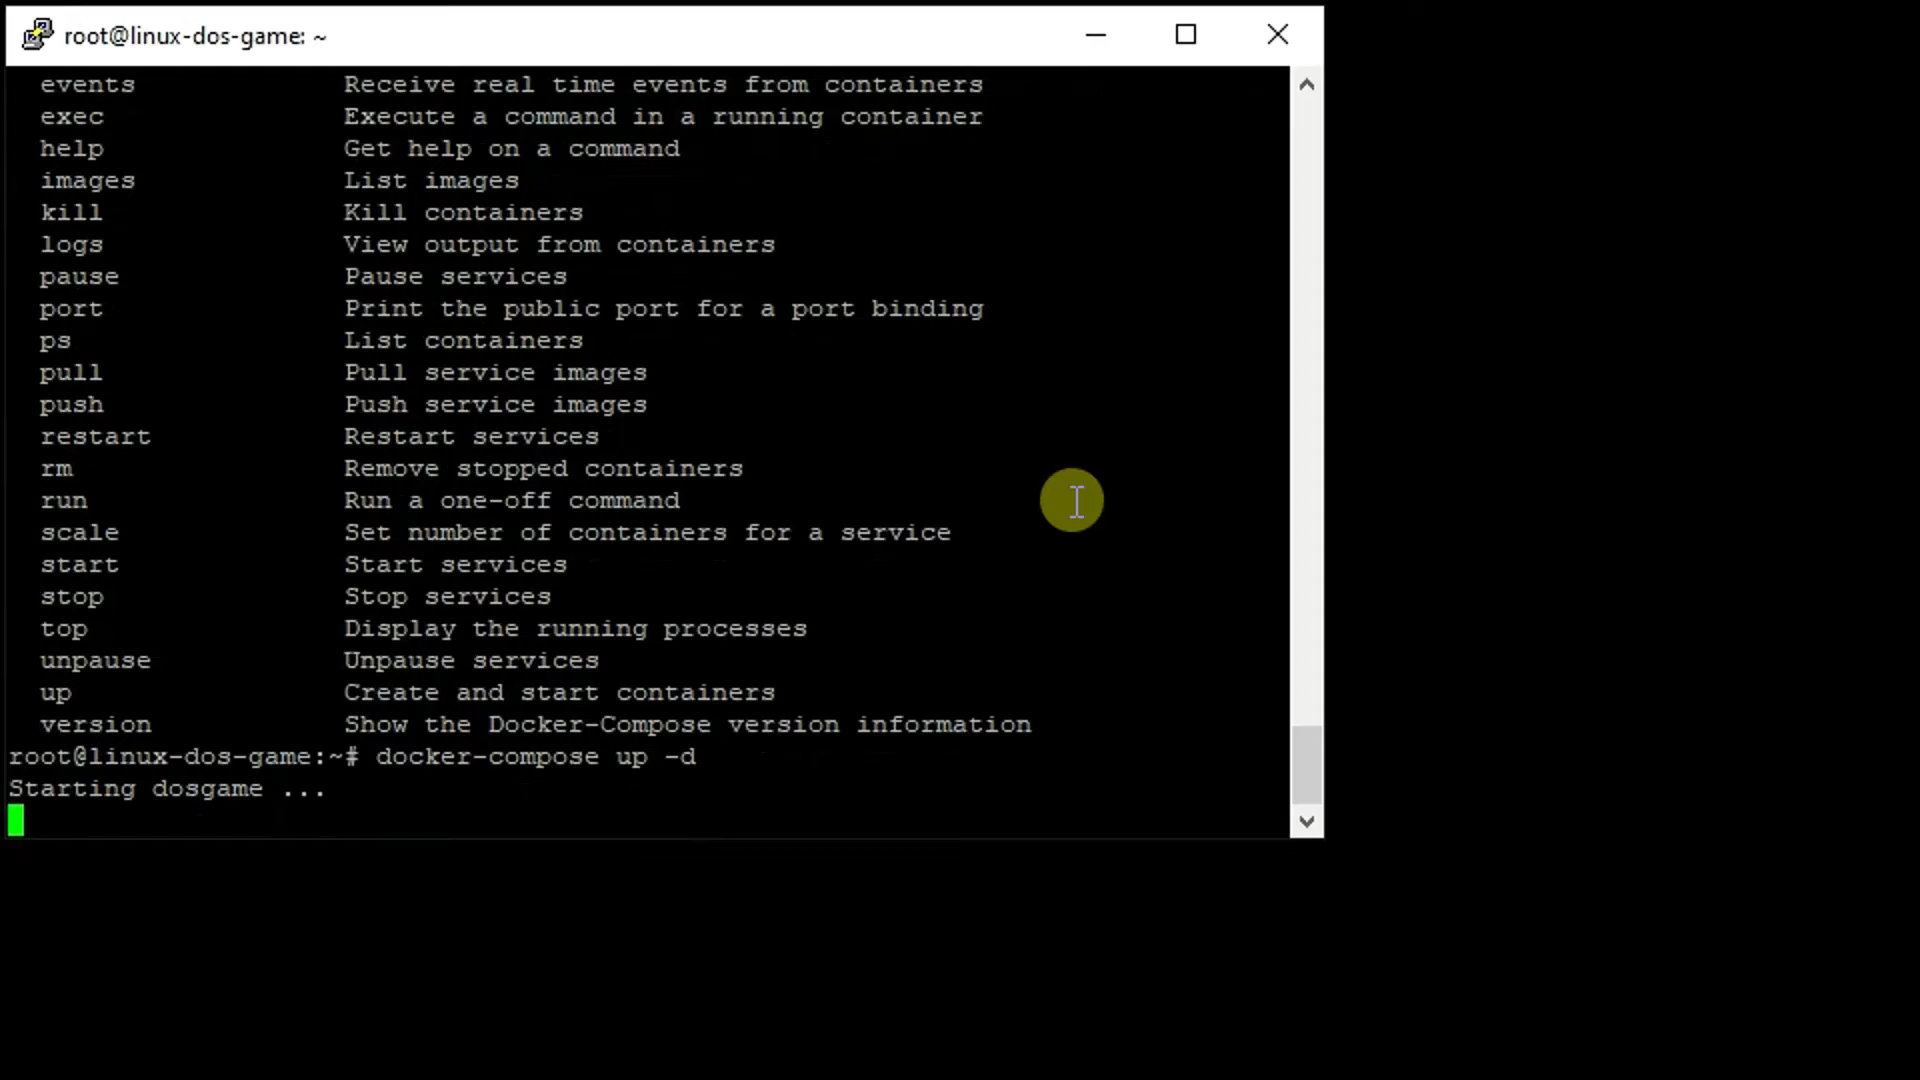 root@linux-dos-game: ~
events Receive real time events from containers
exec Execute a command in a running container
help Get help on a command
images List images
kill Kill containers
logs View output from containers
pause Pause services
port Print the public port for a port binding
ps List containers
pull Pull service images
push Push service images
restart Restart services
rm Remove stopped containers
run Run a one-off command
scale Set number of containers for a service
start Start services
stop Stop services
top Display the running processes
unpause Unpause services
up Create and start containers
version Show the Docker-Compose version information
root@linux-dos-game:~# docker-compose up -d
Starting dosgame ...